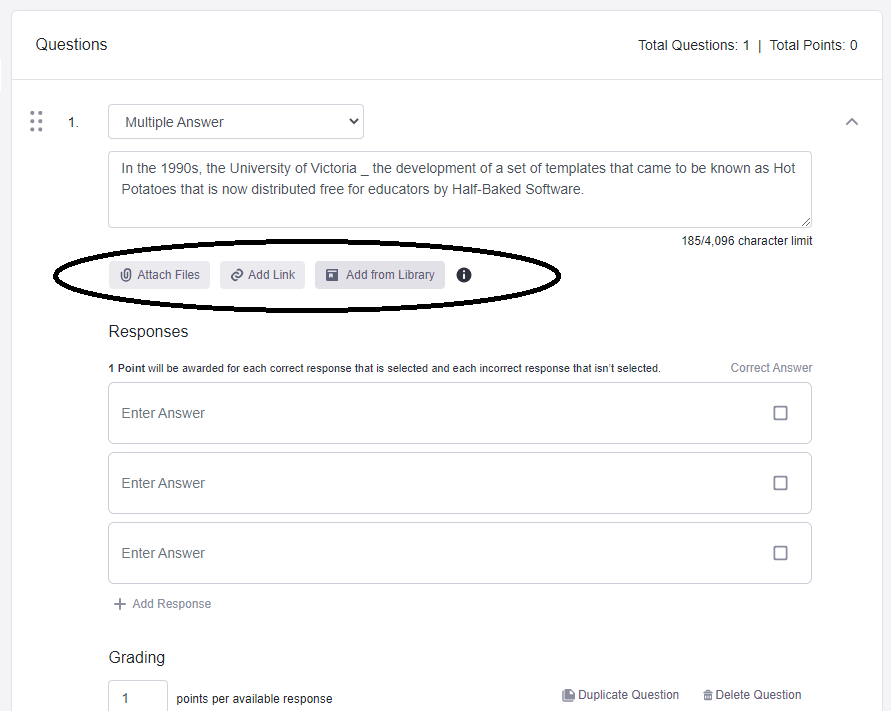 Questions
Total Questions: 1 | Total Points: 0
1.
Multiple Answer
In the 1990s, the University of Victoria _ the development of a set of templates that came to be known as Hot
Potatoes that is now distributed free for educators by Half-Baked Software.
185/4,096 character limit
Attach Files
Add Link
Add from Library
Responses
1 Point will be awarded for each correct response that is selected and each incorrect response that isn't selected.
Correct Answer
Enter Answer
Enter Answer
Enter Answer
+ Add Response
Grading
1
points per available response
Duplicate Question
Delete Question